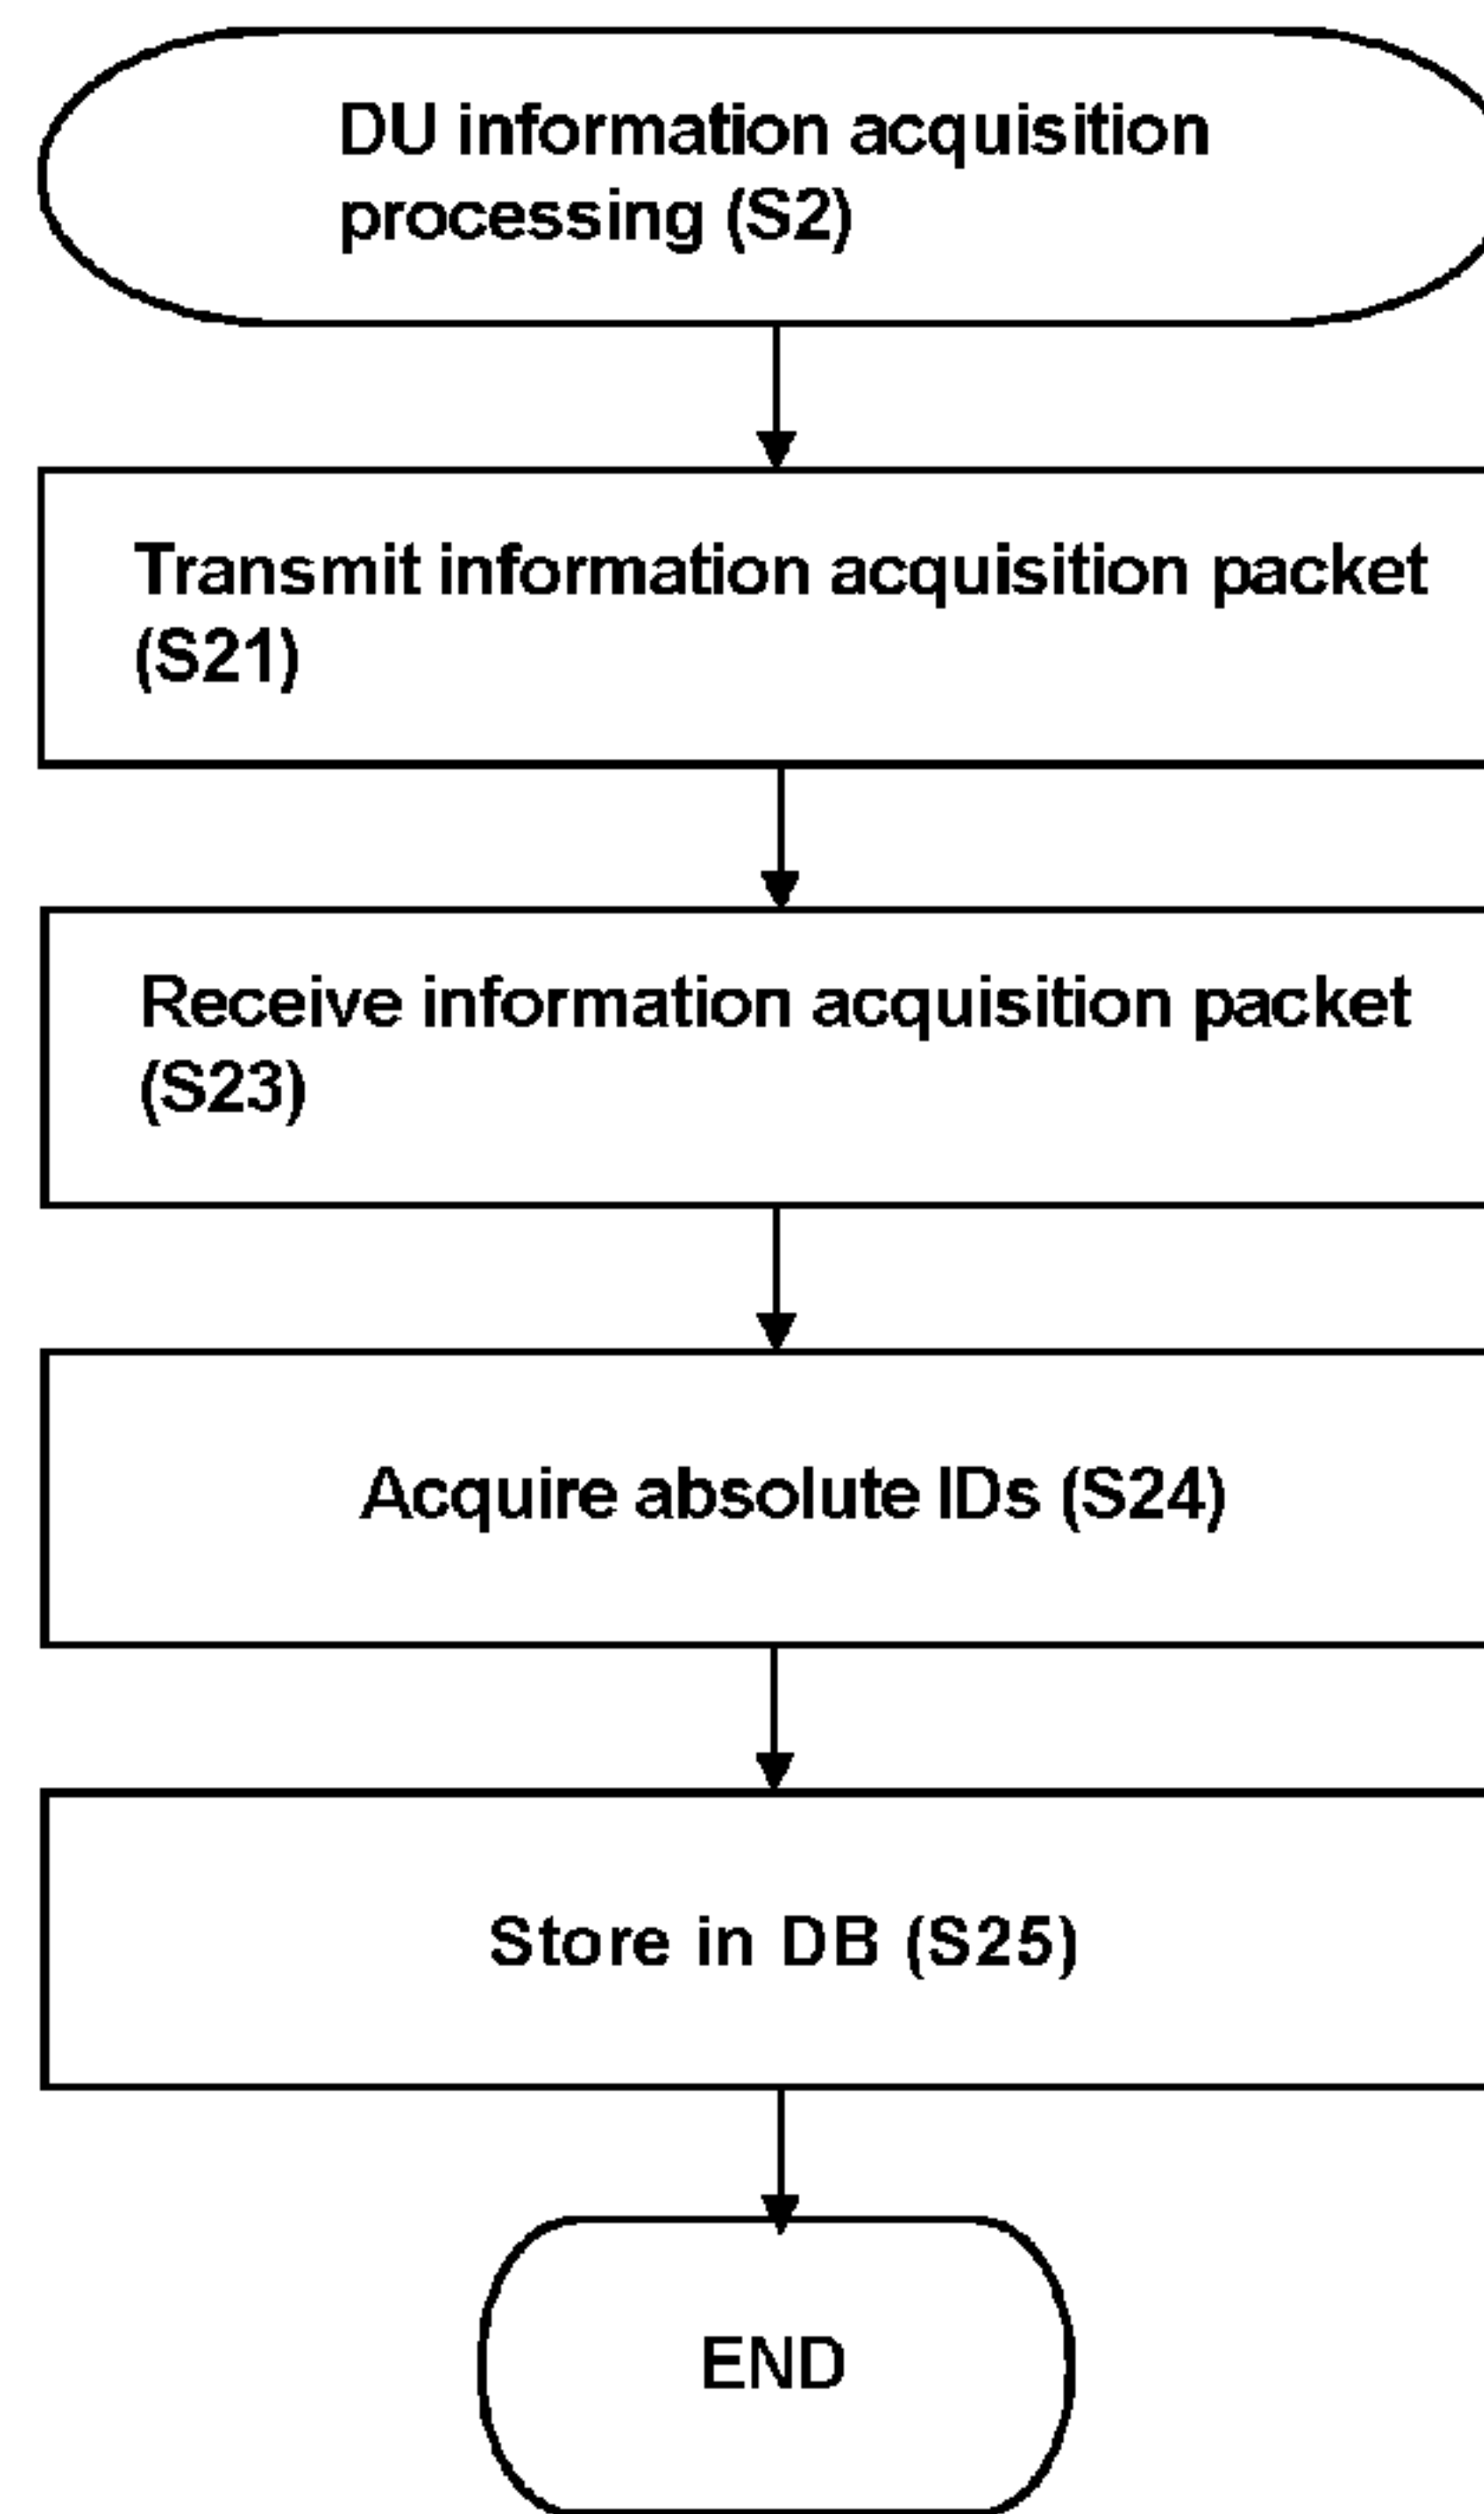 DU information acquisition
processing (S2)
Transmit information acquisition packet
(S21)
Receive information acquisition packet
(S23)
Acquire absolute IDs (S24)
Store in DB (S25)
END